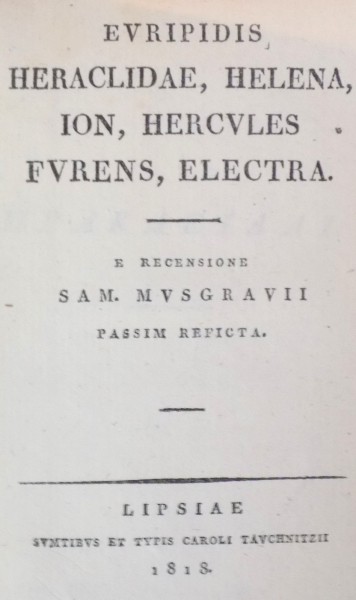 EVRIPIDIS
HERACLIDAE, HELENA,
ION, HERCVLES
FVRENS, ELECTRA.
E RECENSIONE
SAM. MVSGRAVII
PASSIM REFICTA.
LIPSIAE
SVMTIBVS ET TYPIS CAROLI TAVCHNITZII
1818.